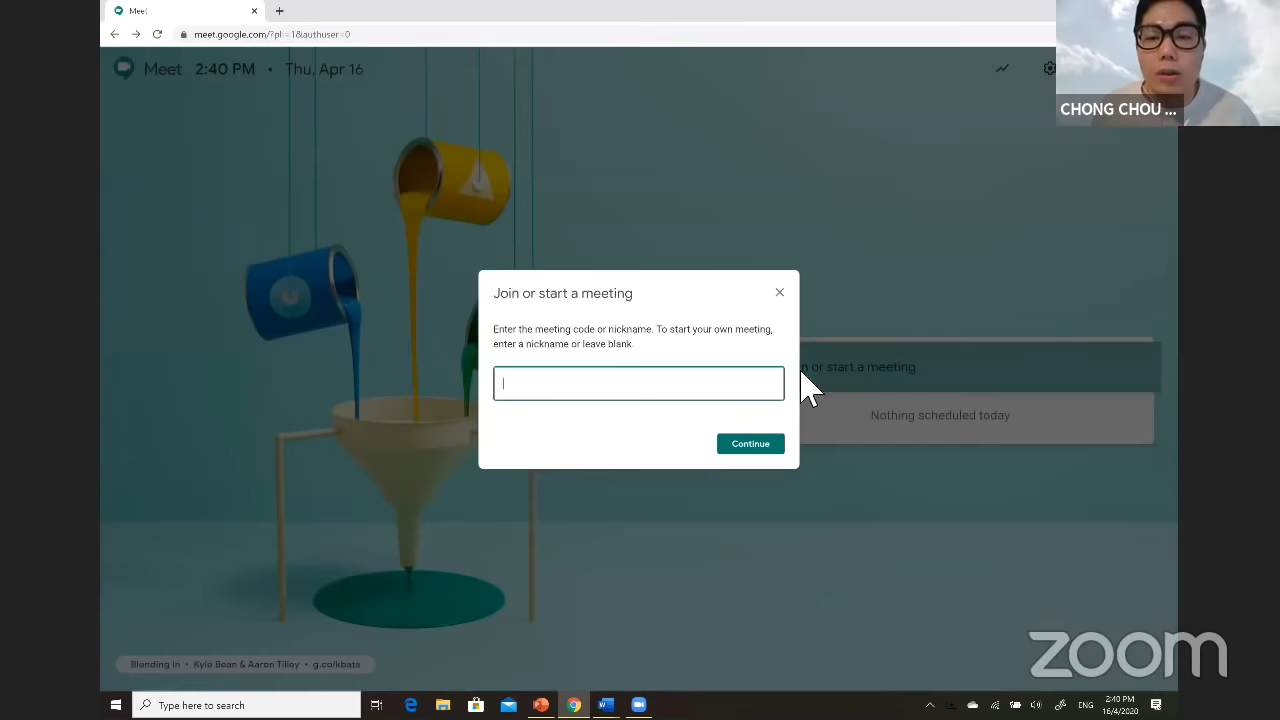 Meet
meet.google.com/?pli=1&authuser=0
Meet 2:40 PM • Thu, Apr 16
CHONG CHOU ...
Join or start a meeting
Enter the meeting code or nickname. To start your own meeting,
enter a nickname or leave blank.
n or start a meeting
Nothing scheduled today
Continue
Blending In • Kyle Bean & Aaron Tilley • g.co/kbats
zoom
Type here to search
ENG
2:40 PM
16/4/2020